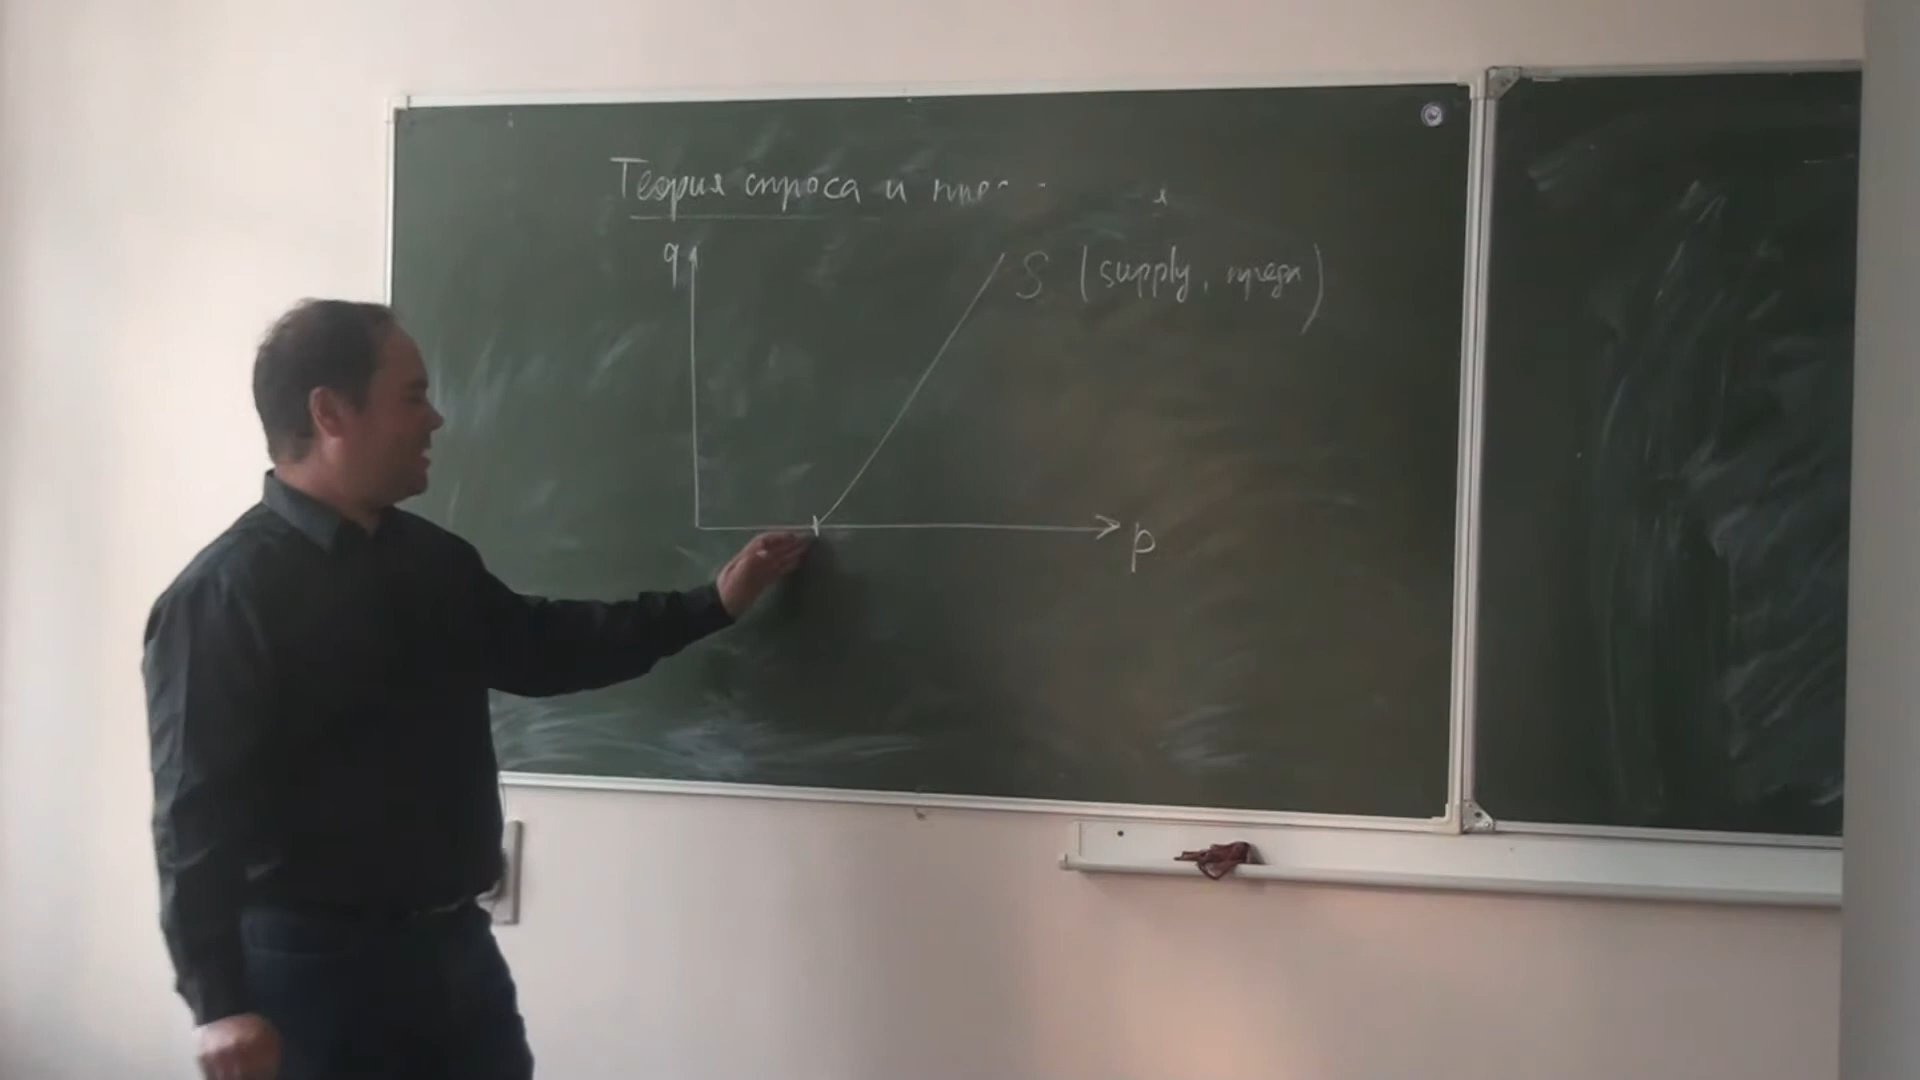 Теория спроса и
q
S (supply, предл)
p